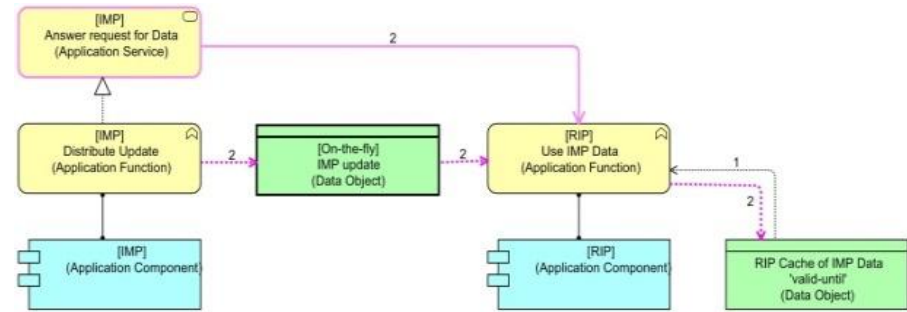 [IMP]
Answer request for Data
(Application Service)
2
[IMP]
Distribute Update
(Application Function)
2
[On-the-fly]
IMP update
(Data Object)
2
[RIP]
Use IMP Data
(Application Function)
1
2
[IMP]
(Application Component)
[RIP]
(Application Component)
RIP Cache of IMP Data
'valid-until'
(Data Object)